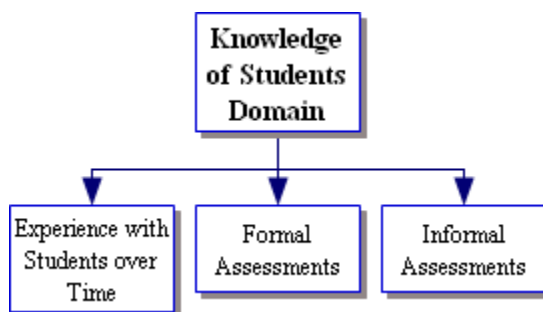 Knowledge
of Students
Domain
Experience with
Students over
Time
Formal
Assessments
Informal
Assessments